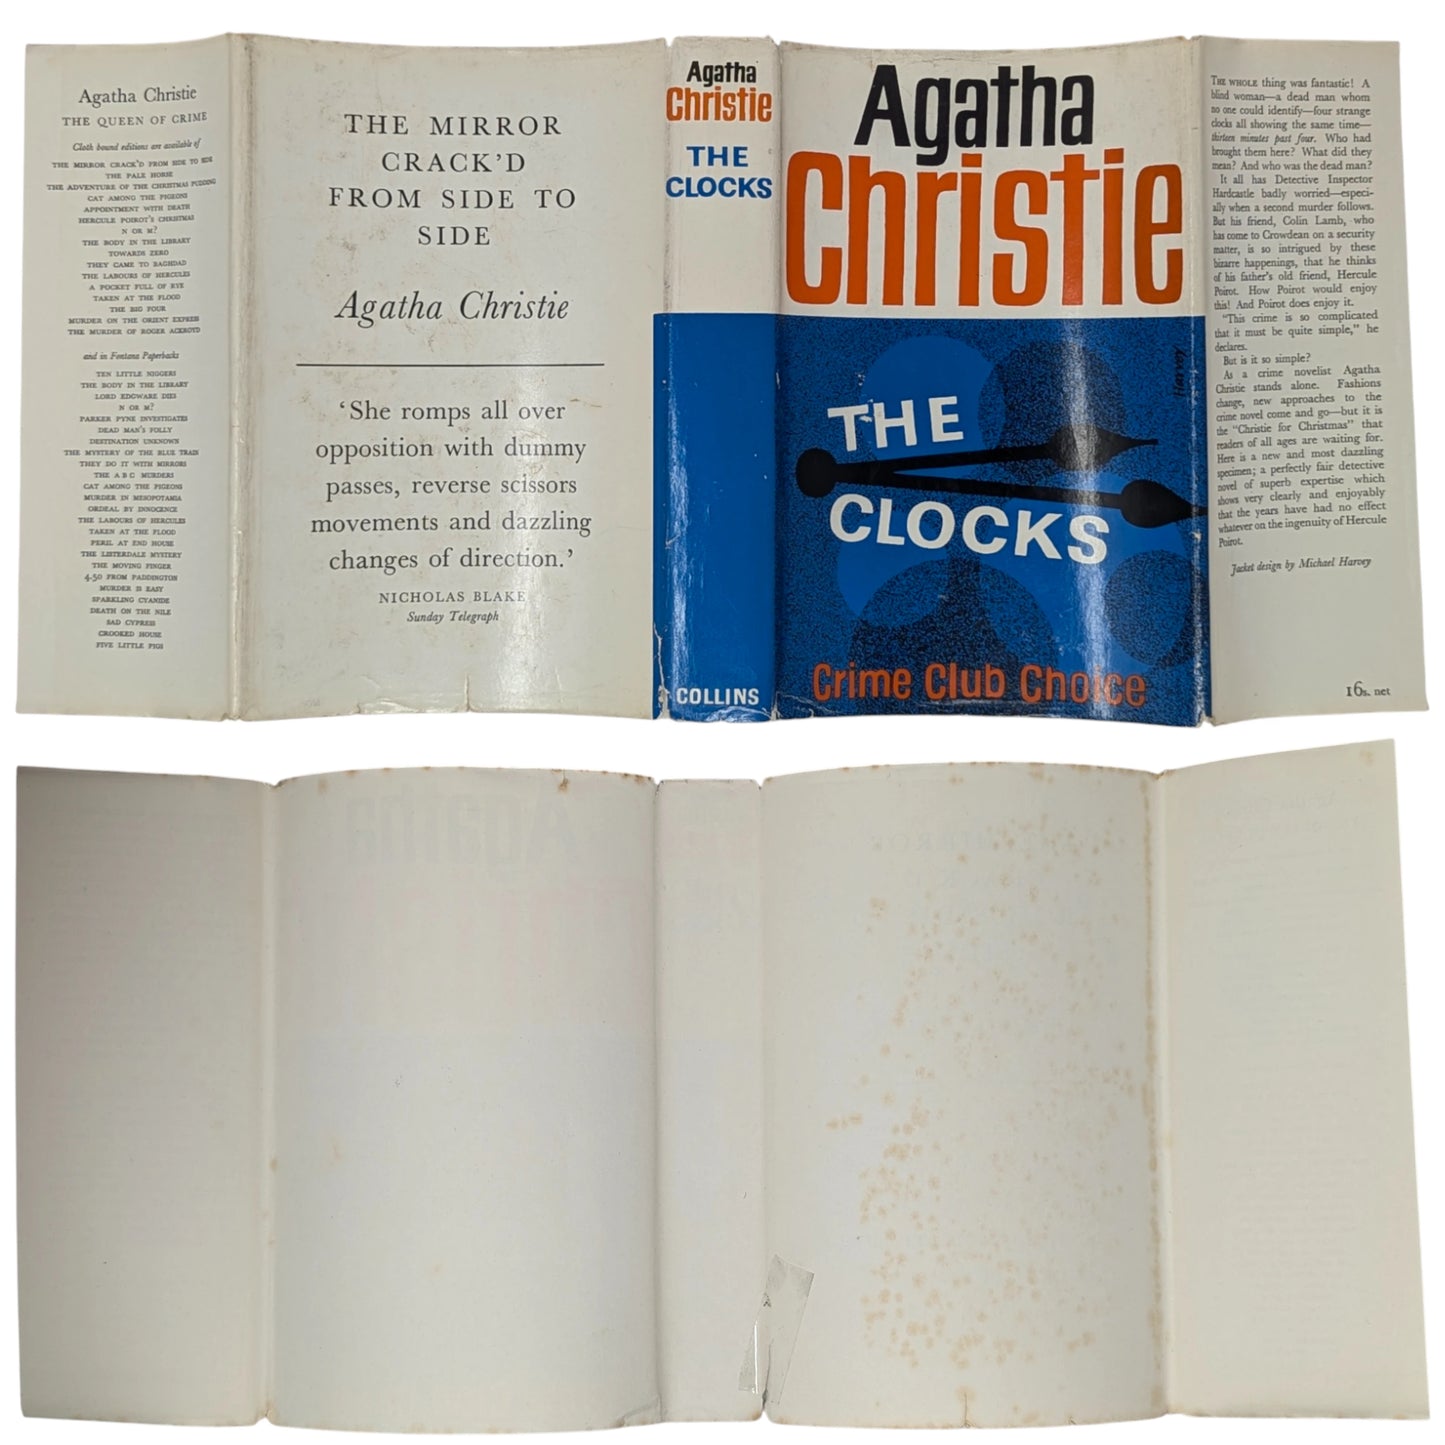 Agatha Christie
THE QUEEN OF CRIME
Cloth bound editions are available of
THE MIRROR CRACK'D FROM SIDE TO SIDE
THE PALE HORSE
THE ADVENTURE OF THE CHRISTMAS PUDDING
CAT AMONG THE PIGEONS
APPOINTMENT WITH DEATH
HERCULE POIROT'S CHRISTMAS
N OR M?
THE BODY IN THE LIBRARY
TOWARDS ZERO
THEY CAME TO BAGHDAD
THE LABOURS OF HERCULES
A POCKET FULL OF RYE
TAKEN AT THE FLOOD
THE BIG FOUR
MURDER ON THE ORIENT EXPRESS
THE MURDER OF ROGER ACKROYD
and in Fontana Paperbacks
TEN LITTLE NIGGERS
THE BODY IN THE LIBRARY
LORD EDGWARE DIES
N OR M?
PARKER PYNE INVESTIGATES
DEAD MAN'S FOLLY
DESTINATION UNKNOWN
THE MYSTERY OF THE BLUE TRAIN
THEY DO IT WITH MIRRORS
THE A B C MURDERS
CAT AMONG THE PIGEONS
MURDER IN MESOPOTAMIA
ORDEAL BY INNOCENCE
THE LABOURS OF HERCULES
TAKEN AT THE FLOOD
PERIL AT END HOUSE
THE LISTERDALE MYSTERY
THE MOVING FINGER
4.50 FROM PADDINGTON
MURDER IS EASY
SPARKLING CYANIDE
DEATH ON THE NILE
SAD CYPRESS
CROOKED HOUSE
FIVE LITTLE PIGS
THE MIRROR
CRACK'D
FROM SIDE TO
SIDE
Agatha Christie
‘She romps all over
opposition with dummy
passes, reverse scissors
movements and dazzling
changes of direction.’
NICHOLAS BLAKE
Sunday Telegraph
Agatha
Christie
THE
CLOCKS
COLLINS
Agatha
Christie
Harvey
THE
CLOCKS
Crime Club Choice
THE WHOLE thing was fantastic! A
blind woman—a dead man whom
no one could identify—four strange
clocks all showing the same time—
thirteen minutes past four. Who had
brought them here? What did they
mean? And who was the dead man?
It all has Detective Inspector
Hardcastle badly worried—especi-
ally when a second murder follows.
But his friend, Colin Lamb, who
has come to Crowdean on a security
matter, is so intrigued by these
bizarre happenings, that he thinks
of his father's old friend, Hercule
Poirot. How Poirot would enjoy
this! And Poirot does enjoy it.
“This crime is so complicated
that it must be quite simple,” he
declares.
But is it so simple?
As a crime novelist Agatha
Christie stands alone. Fashions
change, new approaches to the
crime novel come and go—but it is
the “Christie for Christmas” that
readers of all ages are waiting for.
Here is a new and most dazzling
specimen; a perfectly fair detective
novel of superb expertise which
shows very clearly and enjoyably
that the years have had no effect
whatever on the ingenuity of Hercule
Poirot.
Jacket design by Michael Harvey
16s. net